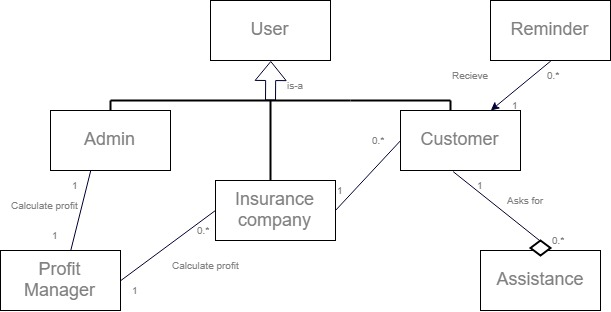 User
Reminder
is-a
Recieve
0.*
1
Admin
Customer
0.*
1
Calculate profit
1
Insurance
company
1
0.*
1
Asks for
0.*
Profit
Manager
Calculate profit
1
Assistance